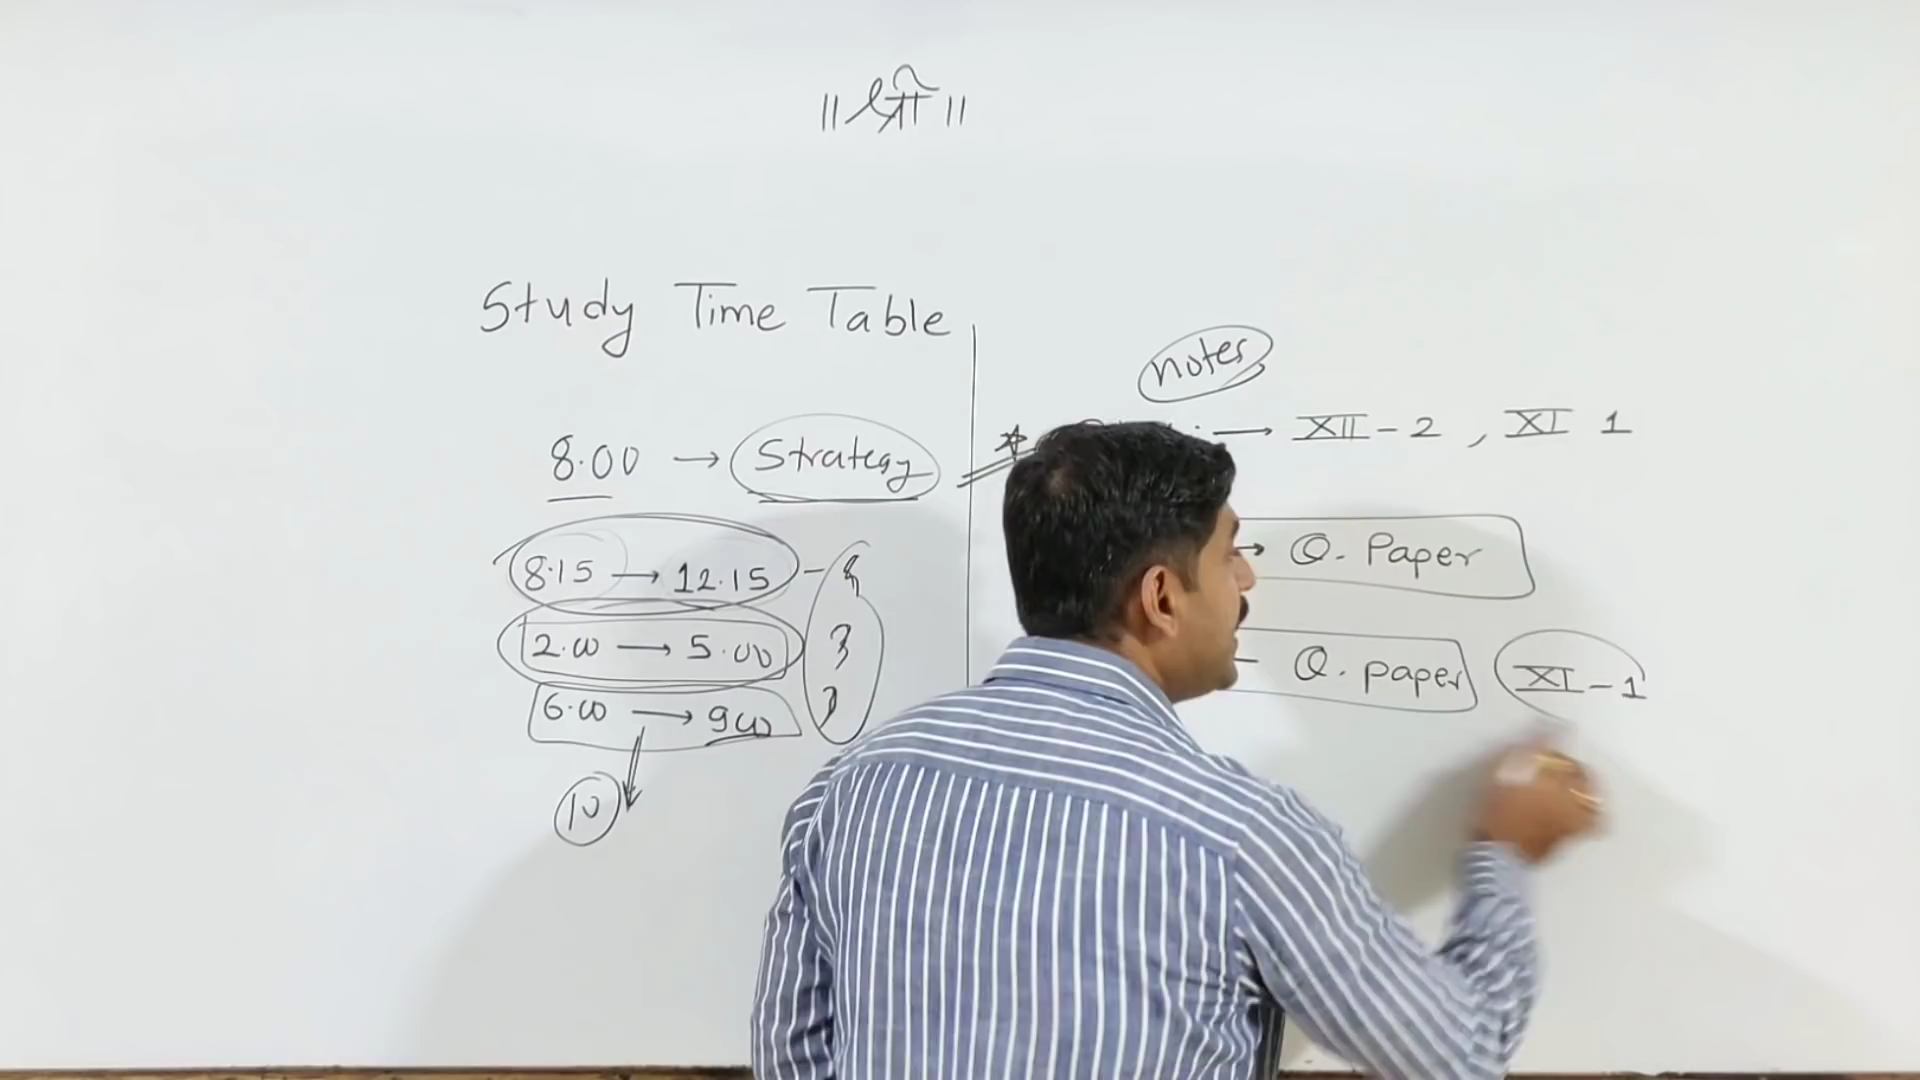 ॥ श्री ॥
Study Time Table
8.00 → Strategy
8.15 → 12.15 - 4
2.00 → 5.00 3
6.00 → 9.00 3
10
notes
→ XII - 2 , XI 1
→ Q. Paper
Q. paper XI - 1